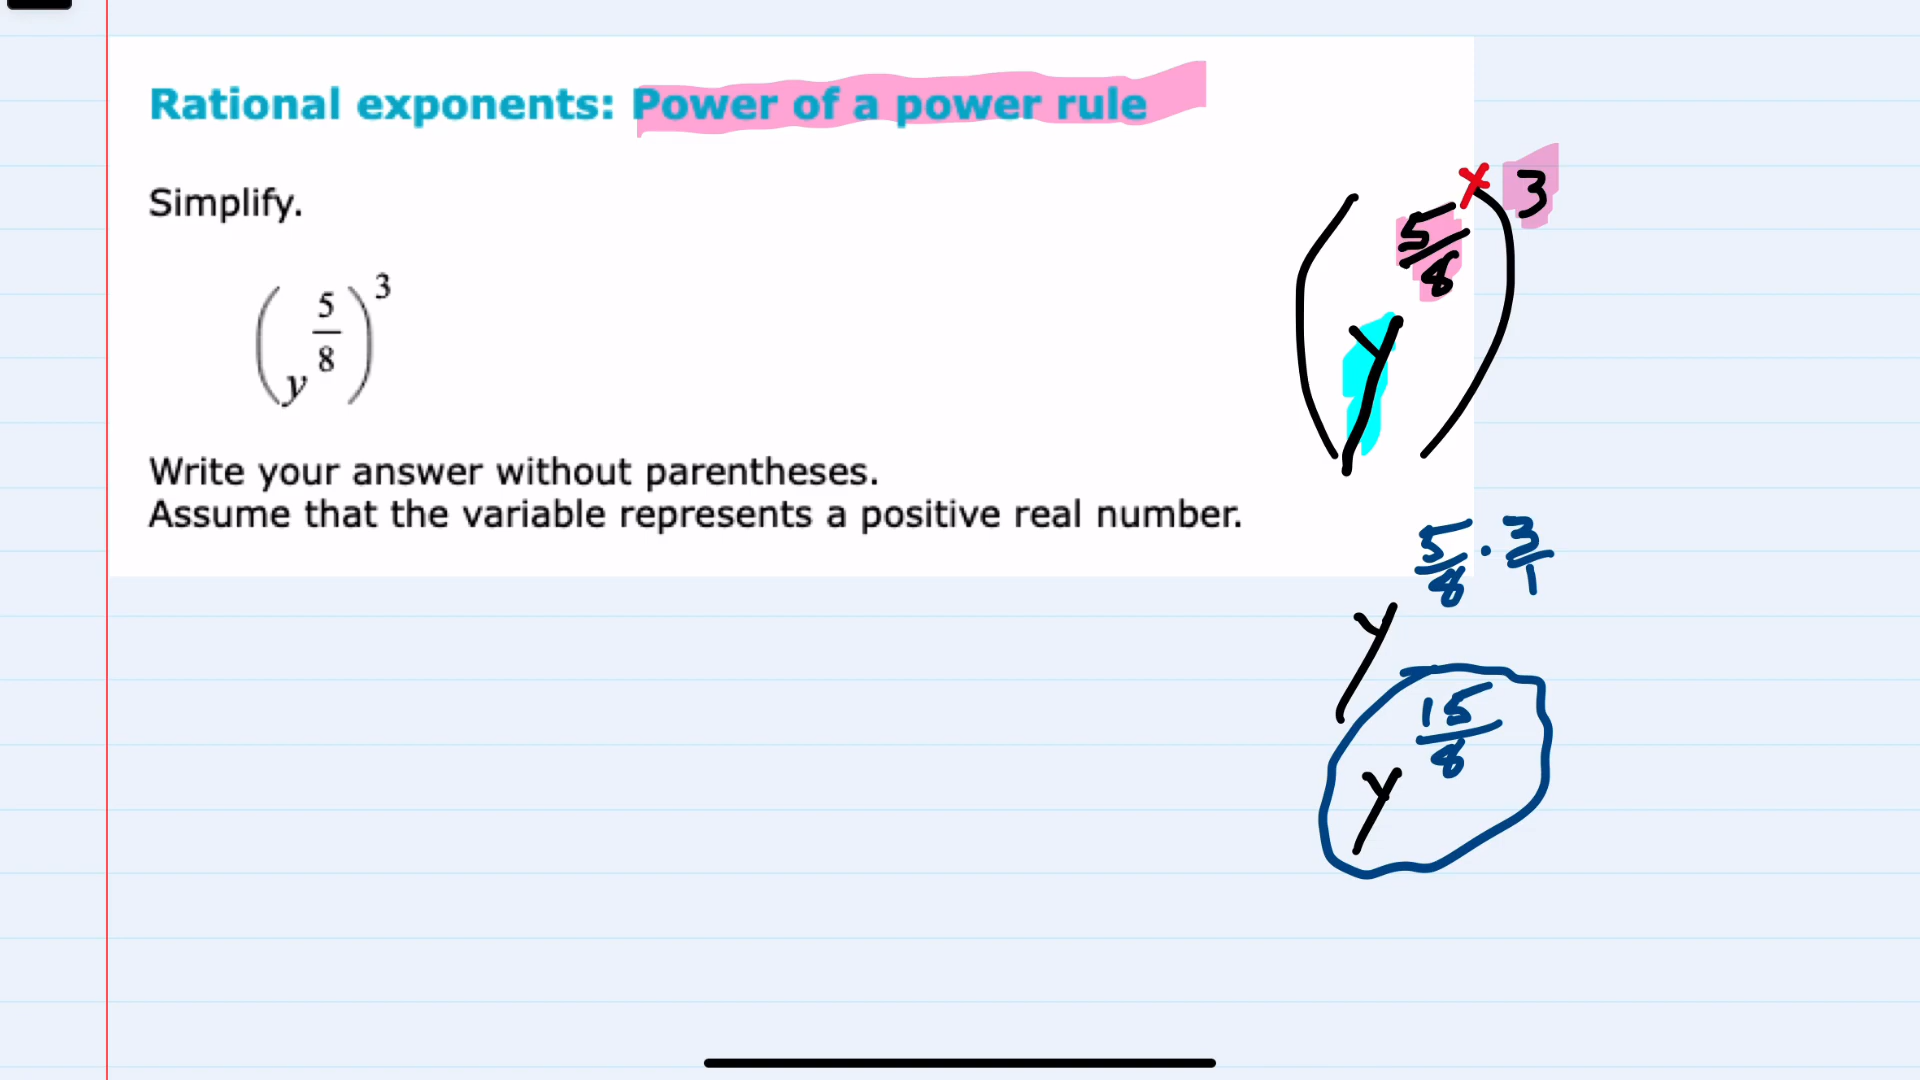 Rational exponents: Power of a power rule
Simplify.
(y^(5/8))^3
Write your answer without parentheses.
Assume that the variable represents a positive real number.
(y^(5/8))^× 3
y^(5/8 · 3/1)
y^(15/8)